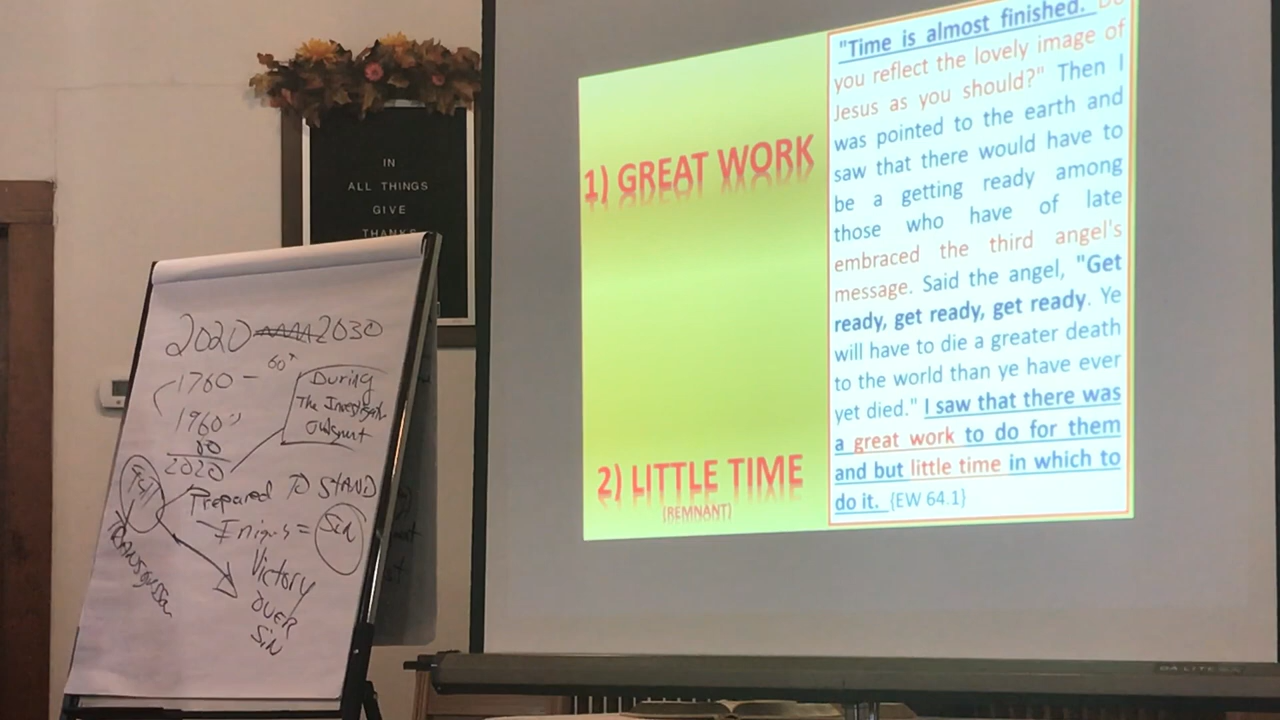 IN
ALL THINGS
GIVE
THANKS
2020 2030
60
1760 -
1960
60
2020
During
The
Prepared TO STAND
= Sin
Victory
OVER
SiN
1) GREAT WORK
2) LITTLE TIME
(REMNANT)
"Time is almost finished. Do
you reflect the lovely image of
Jesus as you should?" Then I
was pointed to the earth and
saw that there would have to
be a getting ready among
those who have of late
embraced the third angel's
message. Said the angel, "Get
ready, get ready, get ready. Ye
will have to die a greater death
to the world than ye have ever
yet died." I saw that there was
a great work to do for them
and but little time in which to
do it. {EW 64.1}
DA-LITE